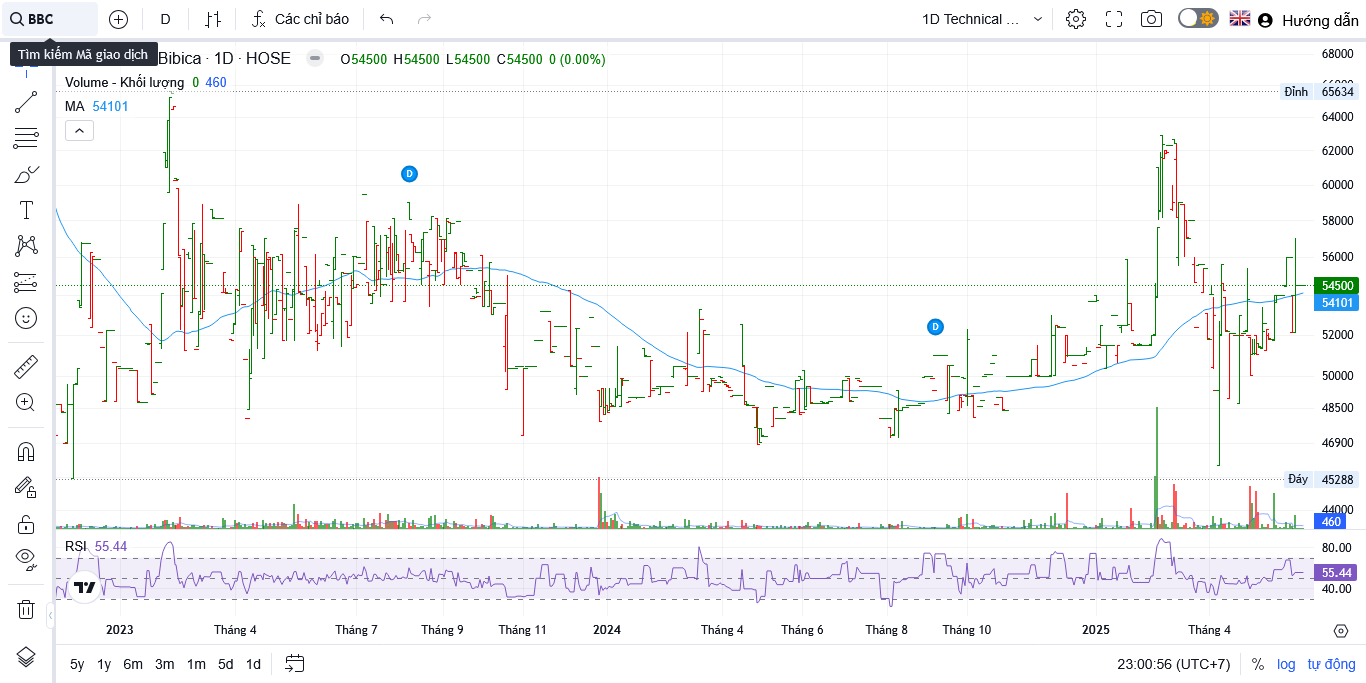 BBC D Các chỉ báo 1D Technical ... Hướng dẫn
Tìm kiếm Mã giao dịch
Bibica · 1D · HOSE O54500 H54500 L54500 C54500 0 (0.00%)
Volume - Khối lượng 0 460
MA 54101
68000
Đỉnh 65634
64000
62000
60000
58000
56000
54500
54101
52000
50000
48500
46900
Đáy 45288
44000
460
D
D
RSI 55.44
80.00
55.44
40.00
2023 Tháng 4 Tháng 7 Tháng 9 Tháng 11 2024 Tháng 4 Tháng 6 Tháng 8 Tháng 10 2025 Tháng 4
5y 1y 6m 3m 1m 5d 1d 23:00:56 (UTC+7) % log tự động